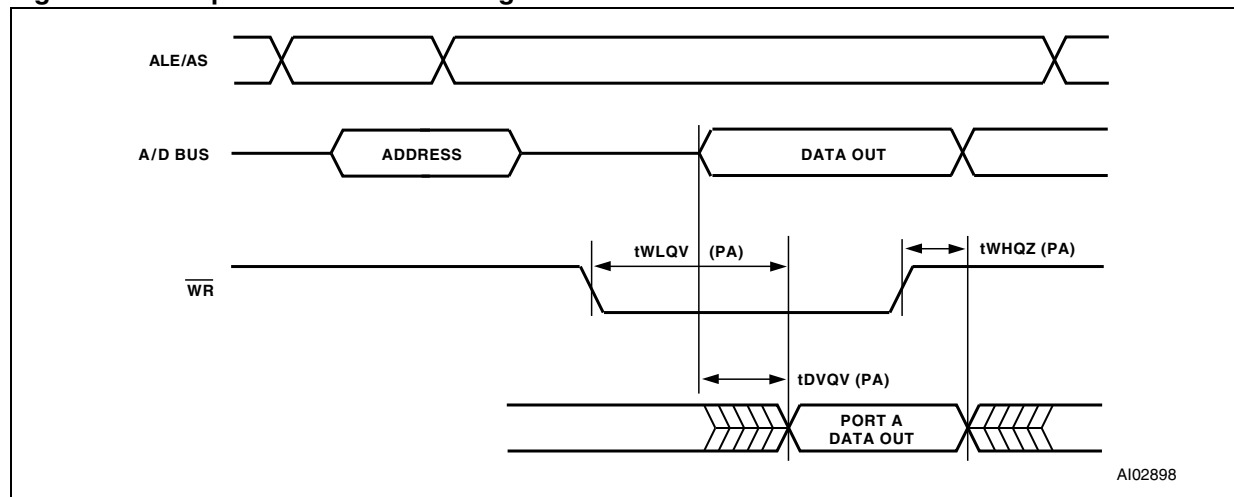 ALE/AS
A/D BUS
ADDRESS
DATA OUT
tWLQV (PA)
tWHQZ (PA)
WR
tDVQV (PA)
PORT A
DATA OUT
AI02898